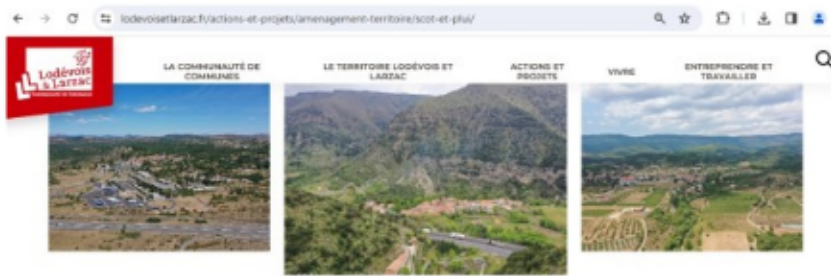 lodevoisetlarzac.fr/actions-et-projets/amenagement-territoire/scot-et-plui/
Lodévois
& Larzac
LA COMMUNAUTÉ DE
COMMUNES
LE TERRITOIRE LODÉVOIS ET
LARZAC
ACTIONS ET
PROJETS
VIVRE
ENTREPRENDRE ET
TRAVAILLER